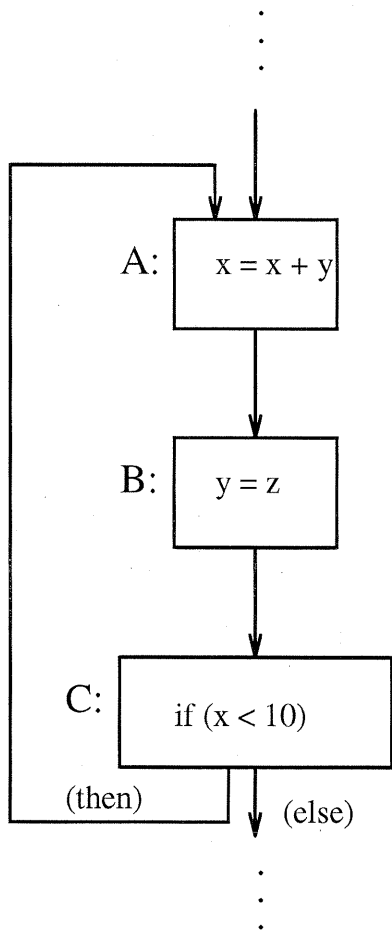 A: x = x + y
B: y = z
C: if (x < 10)
(then)
(else)